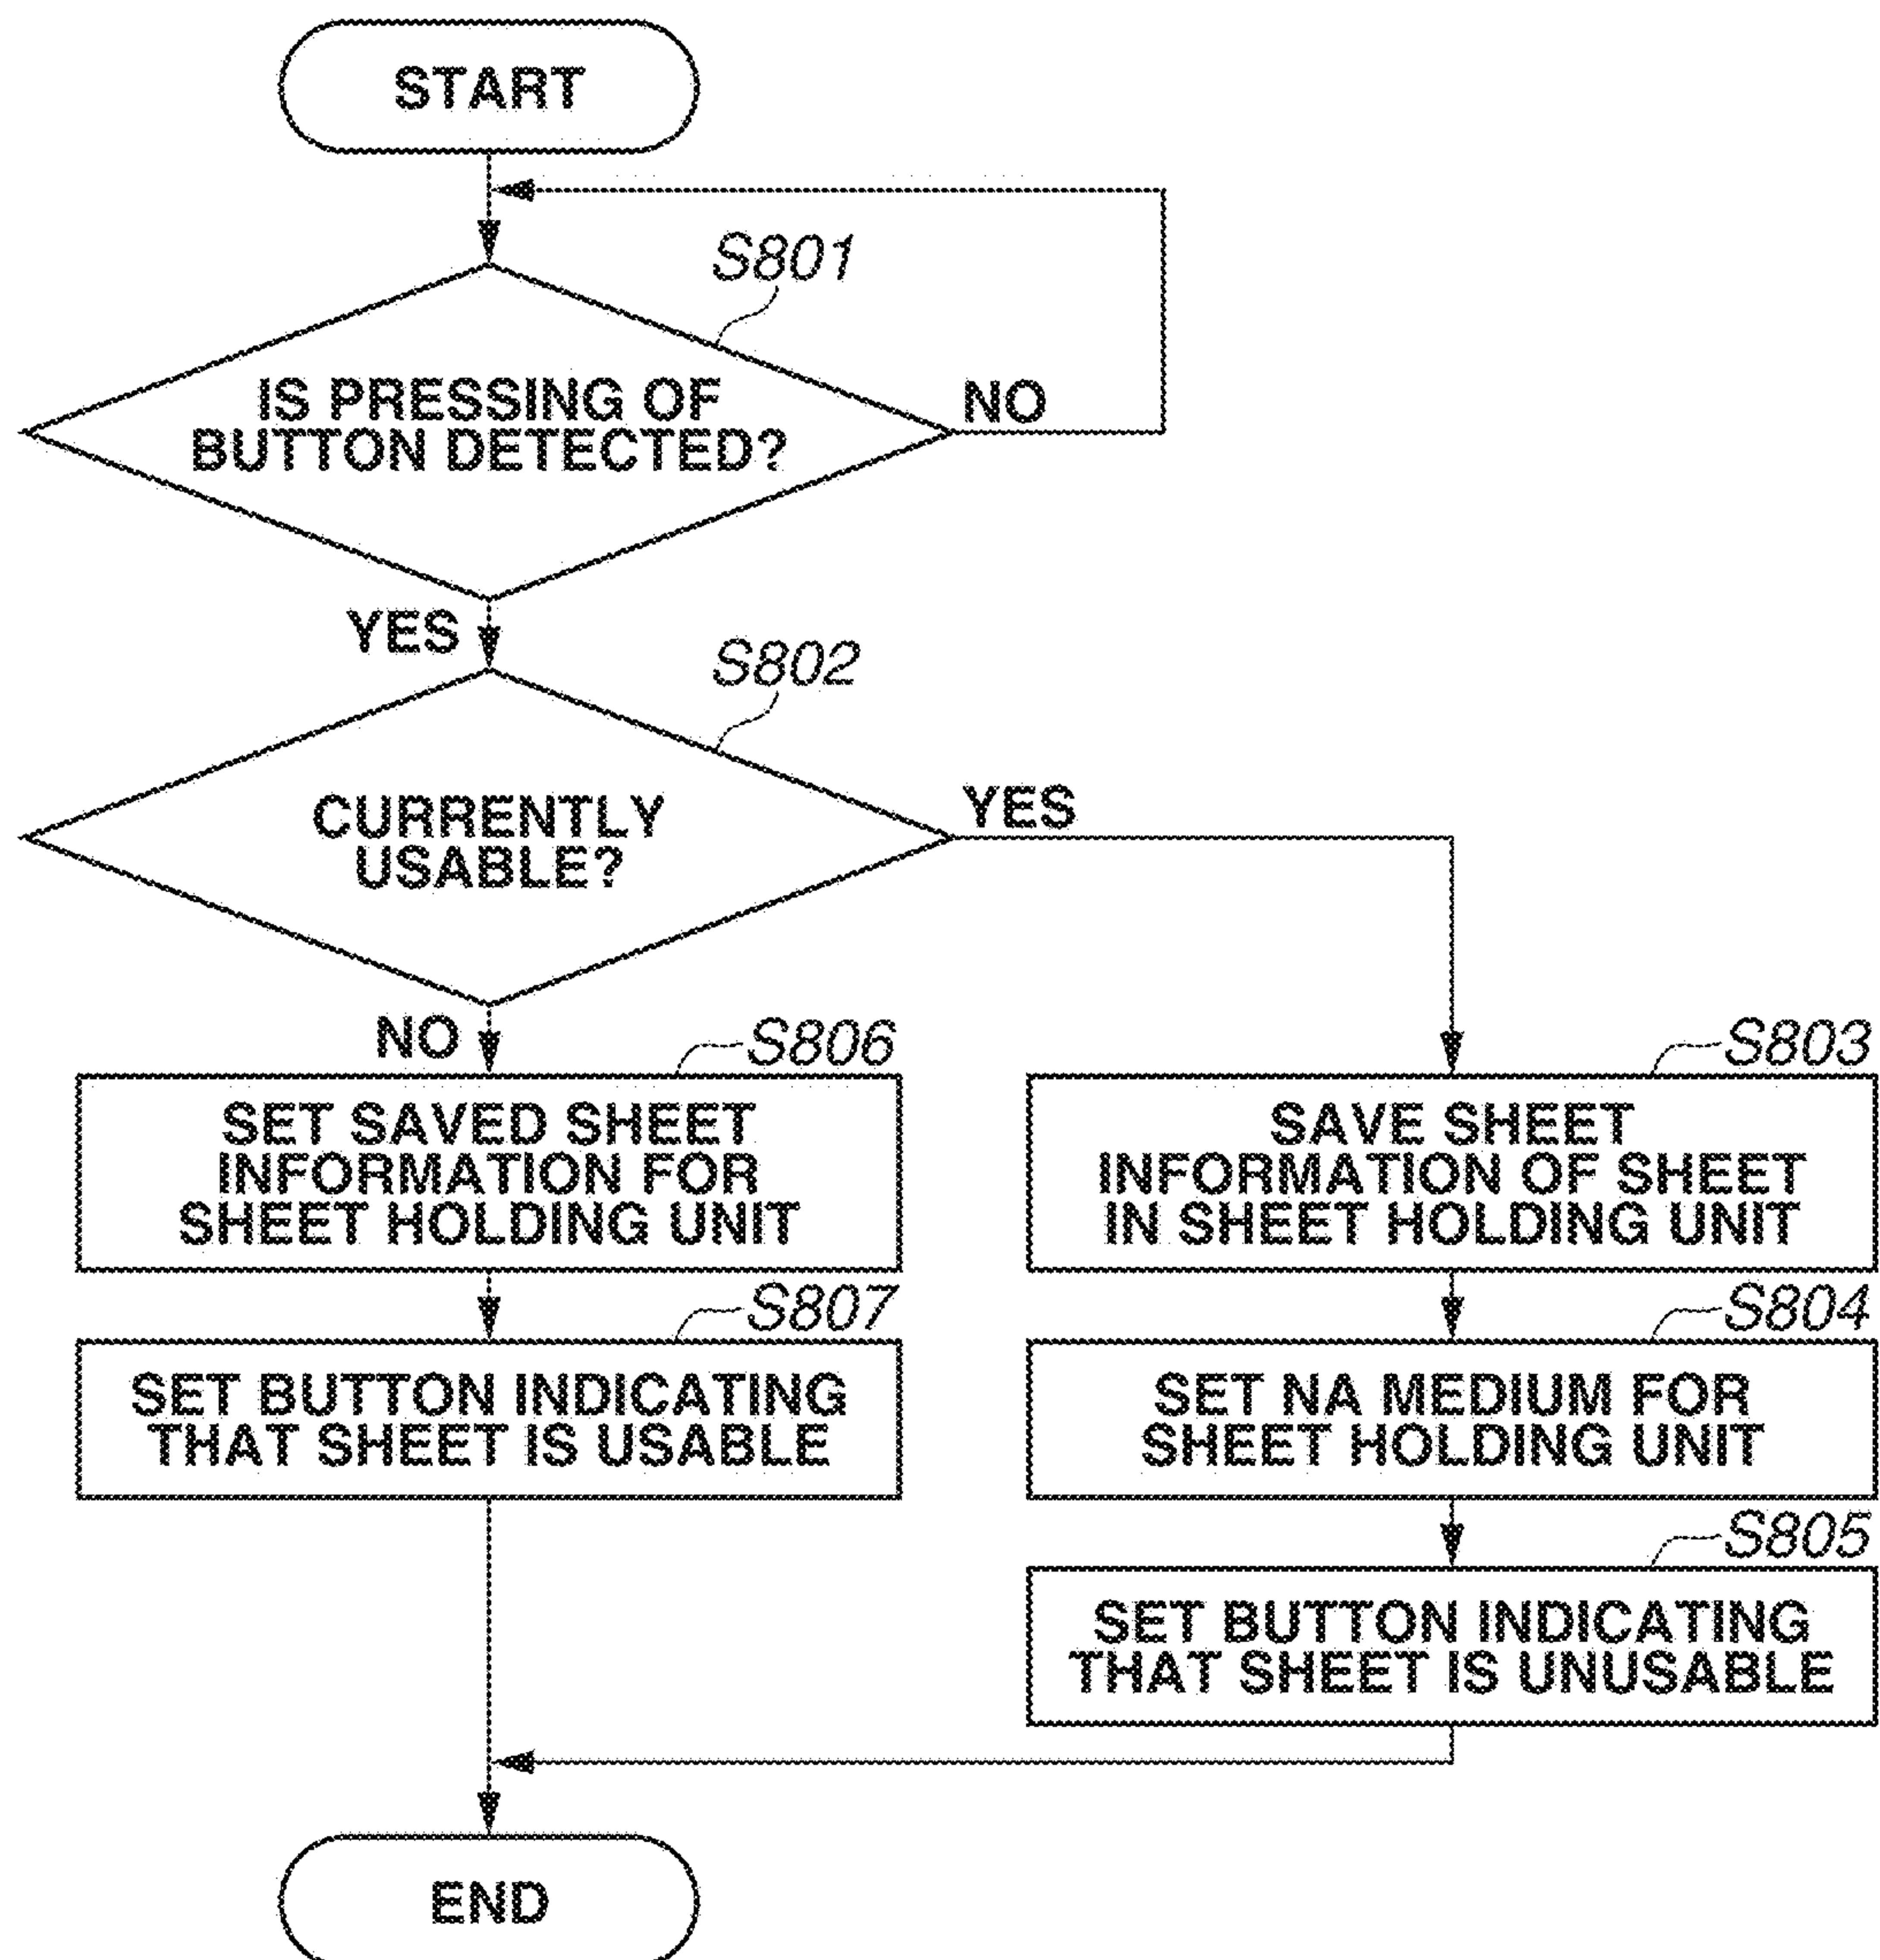 START
S801
IS PRESSING OF
BUTTON DETECTED?
NO
YES
S802
CURRENTLY
USABLE?
YES
NO
S806
SET SAVED SHEET
INFORMATION FOR
SHEET HOLDING UNIT
S803
SAVE SHEET
INFORMATION OF SHEET
IN SHEET HOLDING UNIT
S807
SET BUTTON INDICATING
THAT SHEET IS USABLE
S804
SET NA MEDIUM FOR
SHEET HOLDING UNIT
S805
SET BUTTON INDICATING
THAT SHEET IS UNUSABLE
END